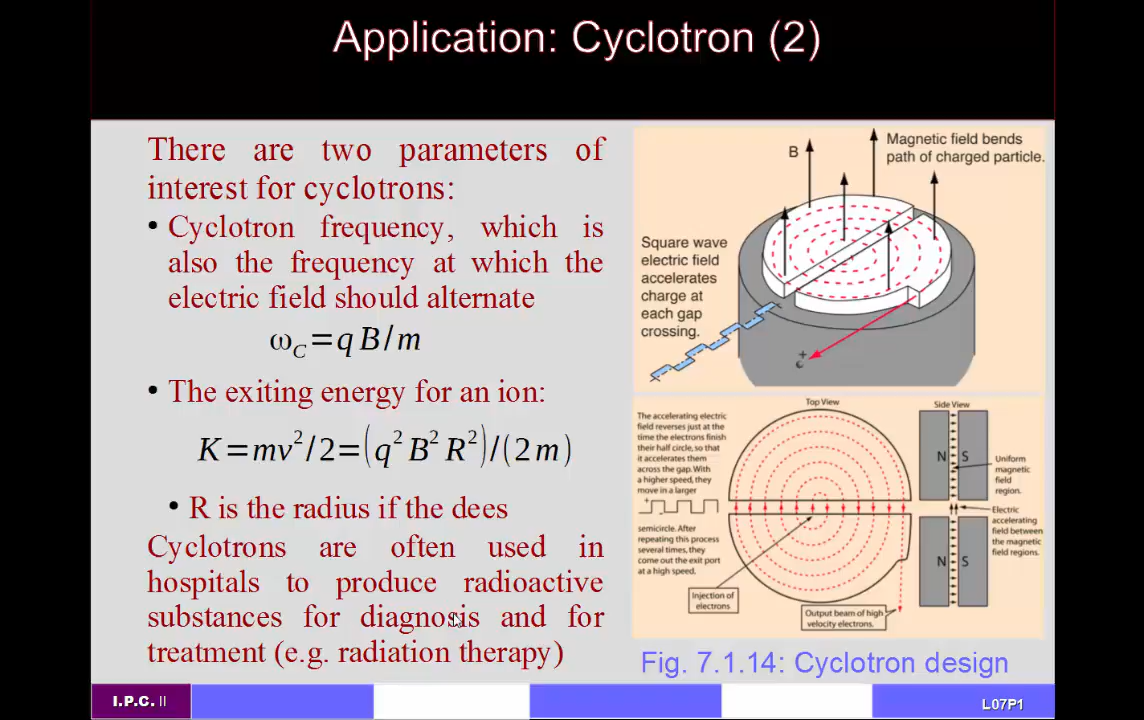 Application: Cyclotron (2)
There are two parameters of
interest for cyclotrons:
• Cyclotron frequency, which is
also the frequency at which the
electric field should alternate
ω_C=q B/m
• The exiting energy for an ion:
K=mv²/2=(q² B² R²)/(2m)
• R is the radius if the dees
Cyclotrons are often used in
hospitals to produce radioactive
substances for diagnosis and for
treatment (e.g. radiation therapy)
B
Magnetic field bends
path of charged particle.
Square wave
electric field
accelerates
charge at
each gap
crossing.
+
Top View
Side View
The accelerating electric
field reverses just at the
time the electrons finish
their half circle, so that
it accelerates them
across the gap. With
a higher speed, they
move in a larger
+
semicircle. After
repeating this process
several times, they
come out the exit port
at a high speed.
Injection of
electrons
Output beam of high
velocity electrons.
N S
Uniform
magnetic
field
region.
Electric
accelerating
field between
the magnetic
field regions.
N S
Fig. 7.1.14: Cyclotron design
I.P.C. II
L07P1